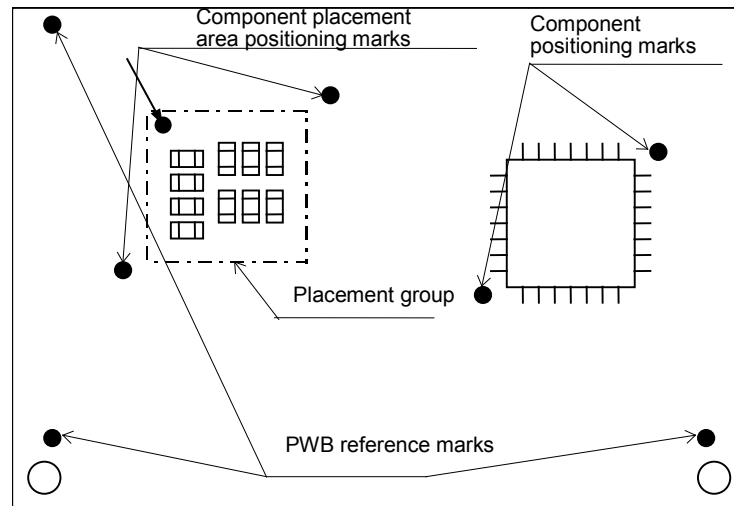 Component placement
area positioning marks
Component
positioning marks
Placement group
PWB reference marks